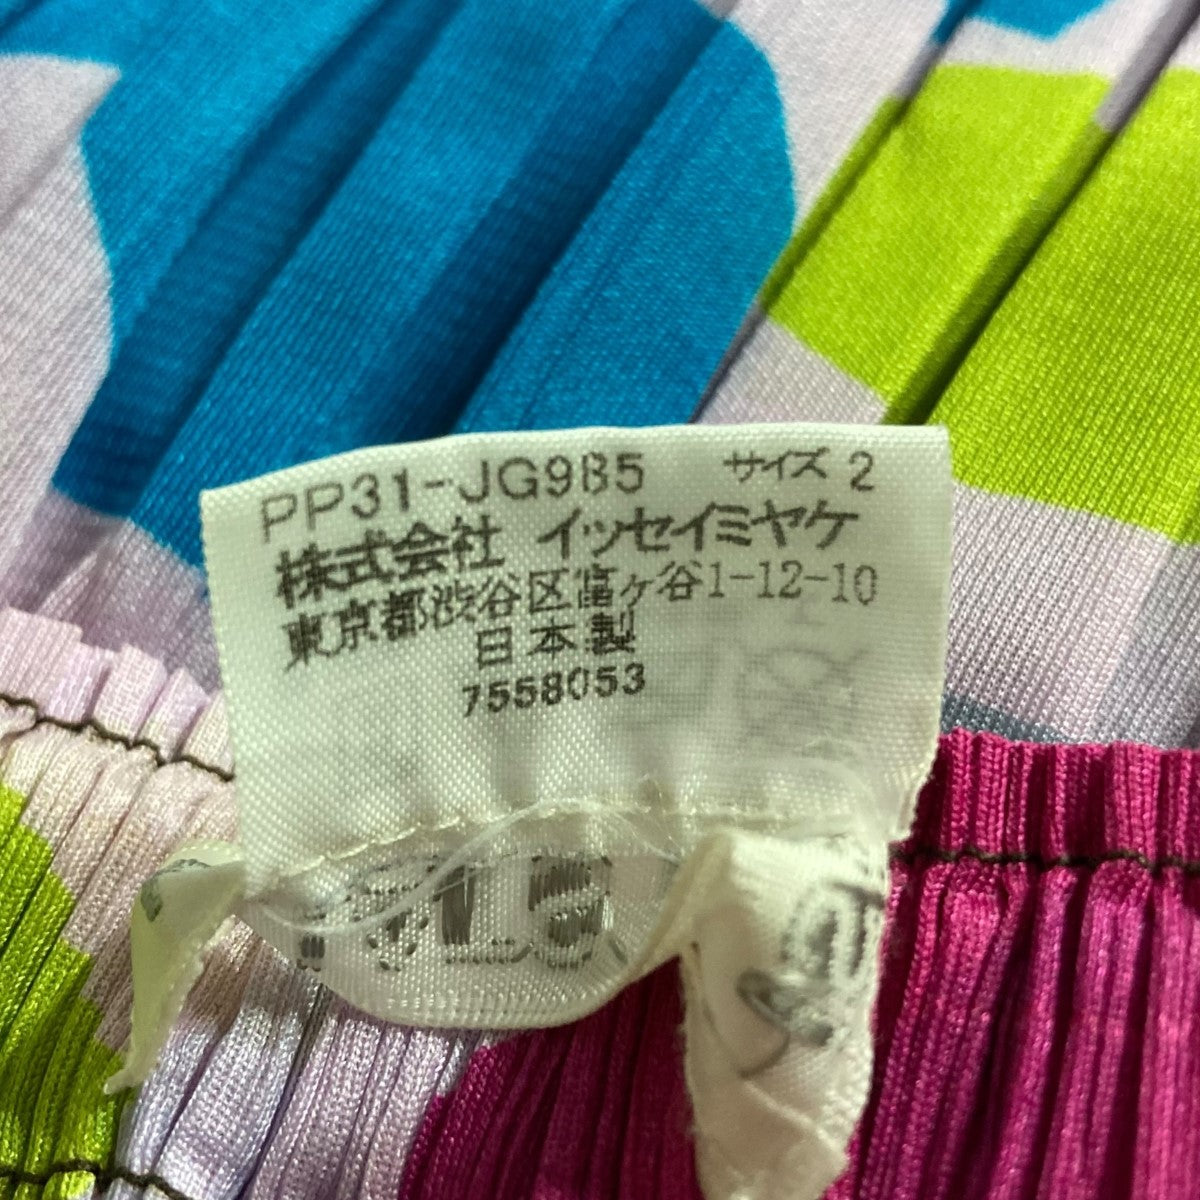 PP31-JG985 サイズ 2
株式会社 イッセイミヤケ
東京都渋谷区富ヶ谷1-12-10
日本製
7558053